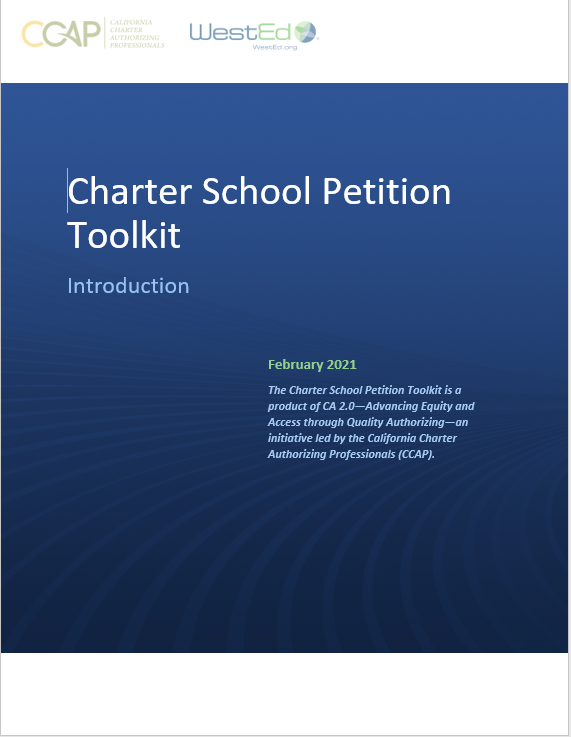 CCAP
CALIFORNIA
CHARTER
AUTHORIZING
PROFESSIONALS
WestEd
WestEd.org
Charter School Petition
Toolkit
Introduction
February 2021
The Charter School Petition Toolkit is a
product of CA 2.0—Advancing Equity and
Access through Quality Authorizing—an
initiative led by the California Charter
Authorizing Professionals (CCAP).